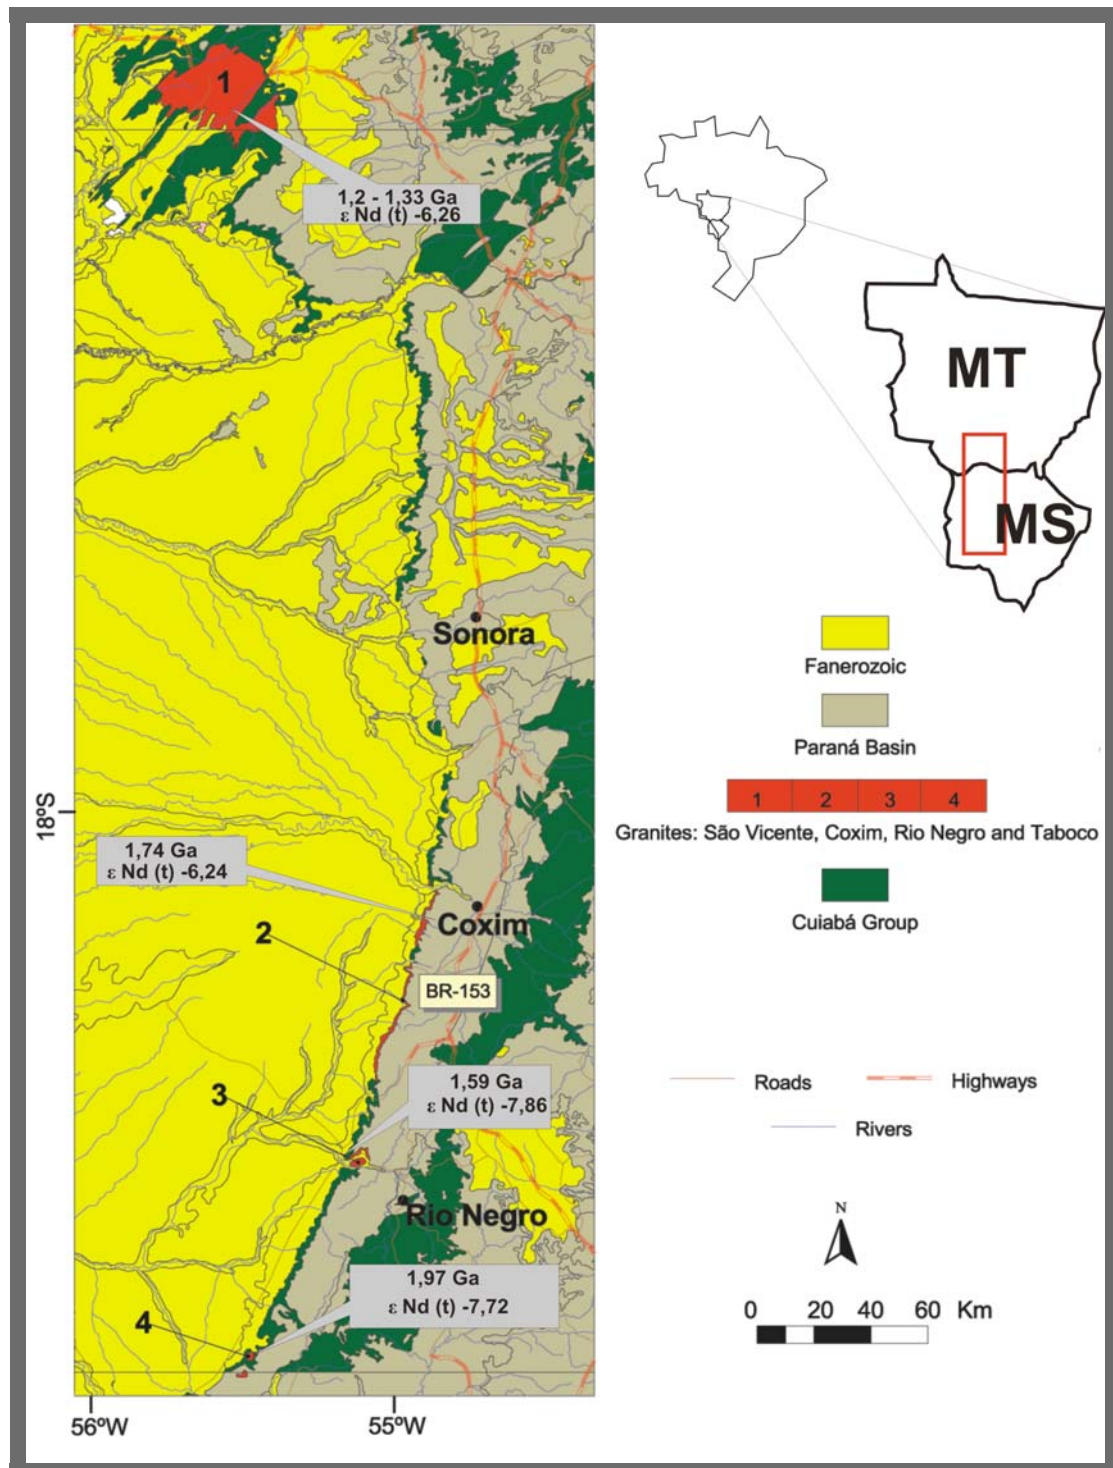 1
1,2 - 1,33 Ga
ε Nd (t) -6,26
MT
MS
Sonora
18ºS
1,74 Ga
ε Nd (t) -6,24
2
Coxim
BR-153
3
1,59 Ga
ε Nd (t) -7,86
Rio Negro
1,97 Ga
ε Nd (t) -7,72
4
56ºW
55ºW
Fanerozoic
Paraná Basin
1 2 3 4
Granites: São Vicente, Coxim, Rio Negro and Taboco
Cuiabá Group
Roads
Highways
Rivers
N
0 20 40 60 Km